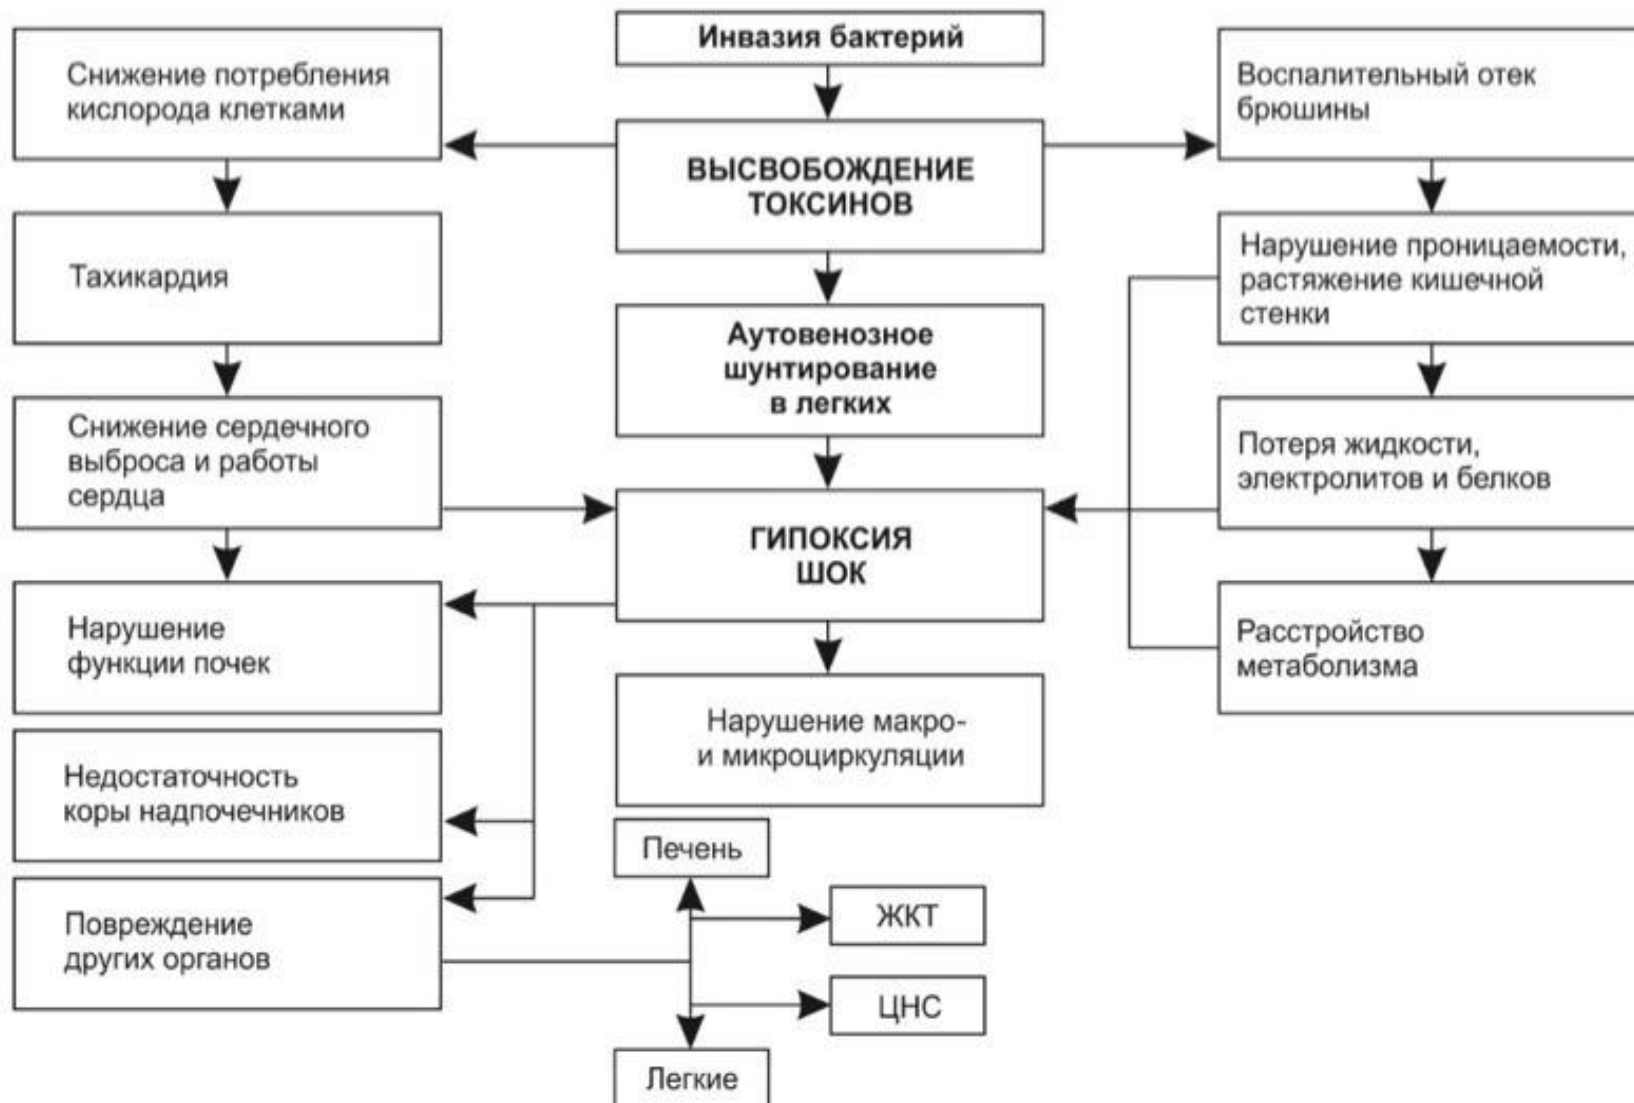 Инвазия бактерий
Снижение потребления
кислорода клетками
ВЫСВОБОЖДЕНИЕ
ТОКСИНОВ
Воспалительный отек
брюшины
Тахикардия
Аутовенозное
шунтирование
в легких
Нарушение проницаемости,
растяжение кишечной
стенки
Снижение сердечного
выброса и работы
сердца
ГИПОКСИЯ
ШОК
Потеря жидкости,
электролитов и белков
Нарушение
функции почек
Нарушение макро-
и микроциркуляции
Расстройство
метаболизма
Недостаточность
коры надпочечников
Повреждение
других органов
Печень
ЖКТ
ЦНС
Легкие